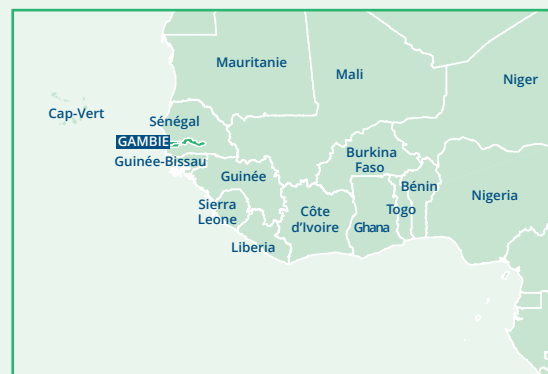 Mauritanie
Mali
Niger
Cap-Vert
Sénégal
GAMBIE
Guinée-Bissau
Burkina
Faso
Guinée
Bénin
Nigeria
Sierra
Leone
Côte
d'Ivoire
Togo
Ghana
Liberia